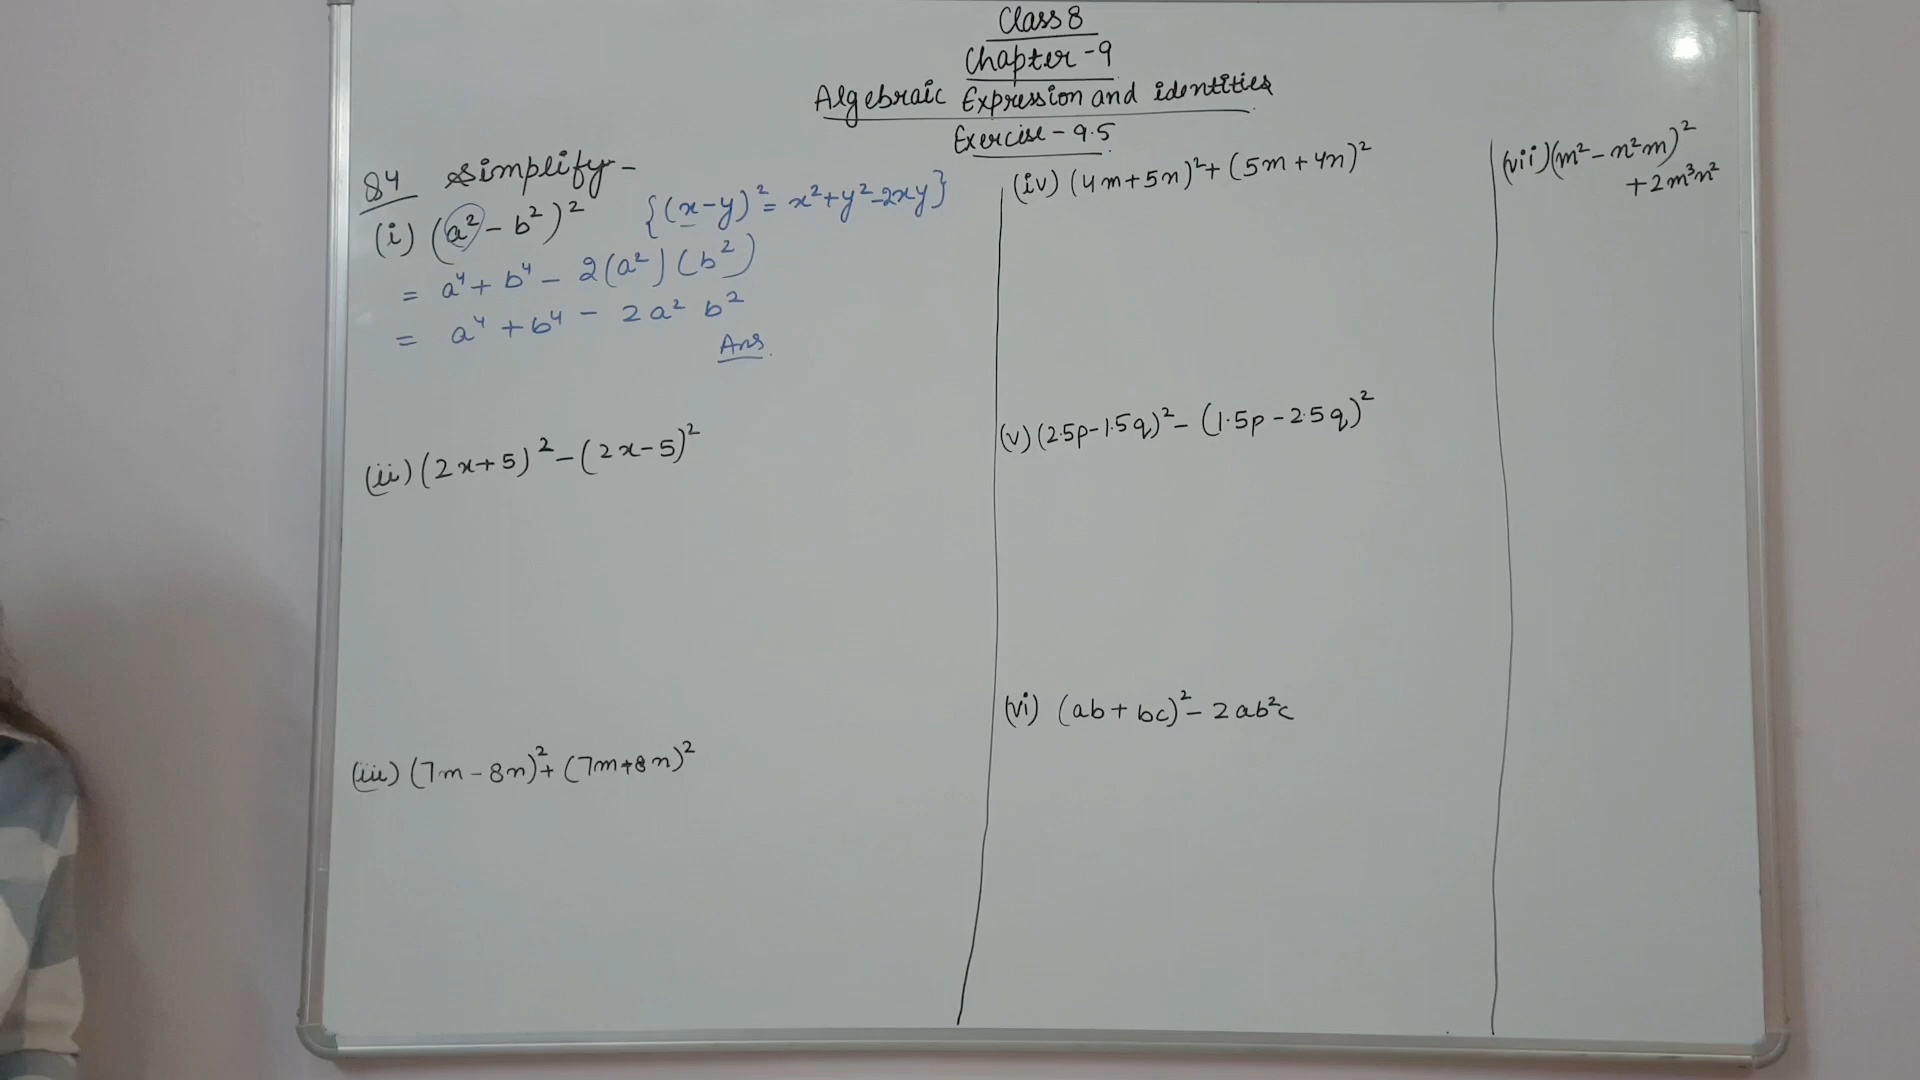 Class 8
Chapter - 9
Algebraic Expression and identities
Exercise - 9.5
Q4 Simplify -
(i) (a² - b²)² {(x-y)² = x²+y²-2xy}
= a⁴ + b⁴ - 2(a²)(b²)
= a⁴ + b⁴ - 2a² b²
Ans.
(ii) (2x+5)² - (2x-5)²
(iii) (7m - 8n)² + (7m+8n)²
(iv) (4m+5n)² + (5m+4n)²
(v) (2.5p-1.5q)² - (1.5p-2.5q)²
(vi) (ab + bc)² - 2ab²c
(vii) (m² - n²m)²
+2m³n²